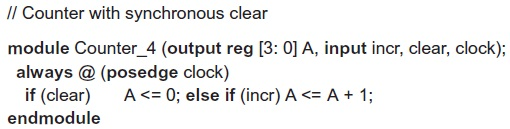 // Counter with synchronous clear
module Counter_4 (output reg [3: 0] A, input incr, clear, clock);
always @ (posedge clock)
if (clear) A <= 0; else if (incr) A <= A + 1;
endmodule